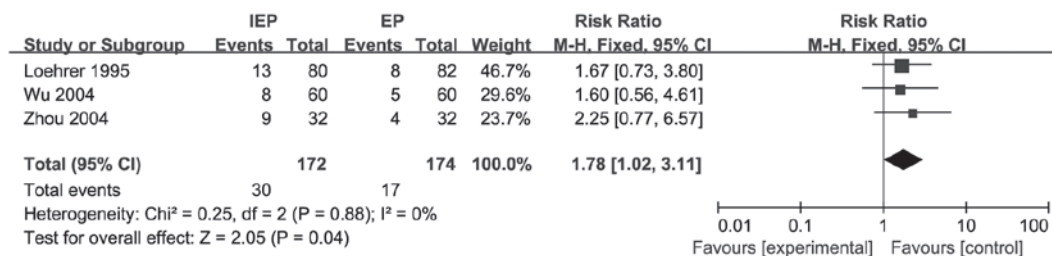 IEP EP Risk Ratio Risk Ratio
Study or Subgroup Events Total Events Total Weight M-H, Fixed, 95% CI M-H, Fixed, 95% CI
Loehrer 1995 13 80 8 82 46.7% 1.67 [0.73, 3.80]
Wu 2004 8 60 5 60 29.6% 1.60 [0.56, 4.61]
Zhou 2004 9 32 4 32 23.7% 2.25 [0.77, 6.57]
Total (95% CI) 172 174 100.0% 1.78 [1.02, 3.11]
Total events 30 17
Heterogeneity: Chi² = 0.25, df = 2 (P = 0.88); I² = 0%
Test for overall effect: Z = 2.05 (P = 0.04)
0.01 0.1 1 10 100
Favours [experimental] Favours [control]